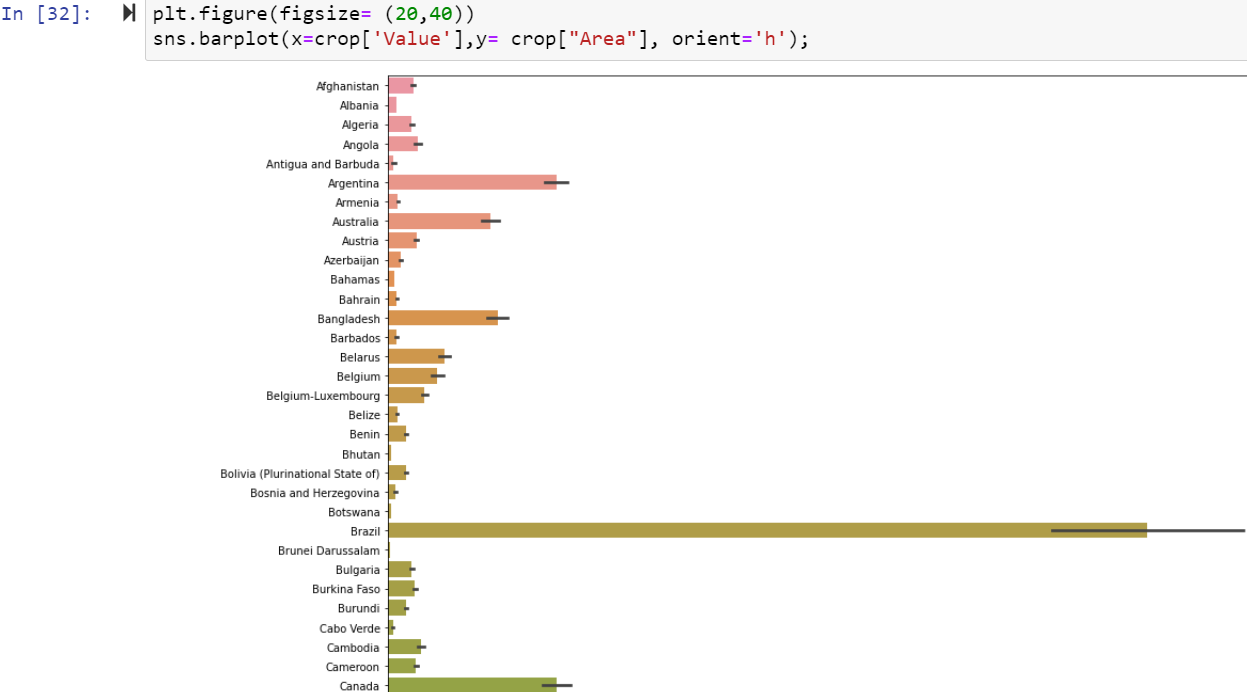 In [32]:
plt.figure(figsize= (20,40))
sns.barplot(x=crop['Value'],y= crop["Area"], orient='h');
Afghanistan
Albania
Algeria
Angola
Antigua and Barbuda
Argentina
Armenia
Australia
Austria
Azerbaijan
Bahamas
Bahrain
Bangladesh
Barbados
Belarus
Belgium
Belgium-Luxembourg
Belize
Benin
Bhutan
Bolivia (Plurinational State of)
Bosnia and Herzegovina
Botswana
Brazil
Brunei Darussalam
Bulgaria
Burkina Faso
Burundi
Cabo Verde
Cambodia
Cameroon
Canada